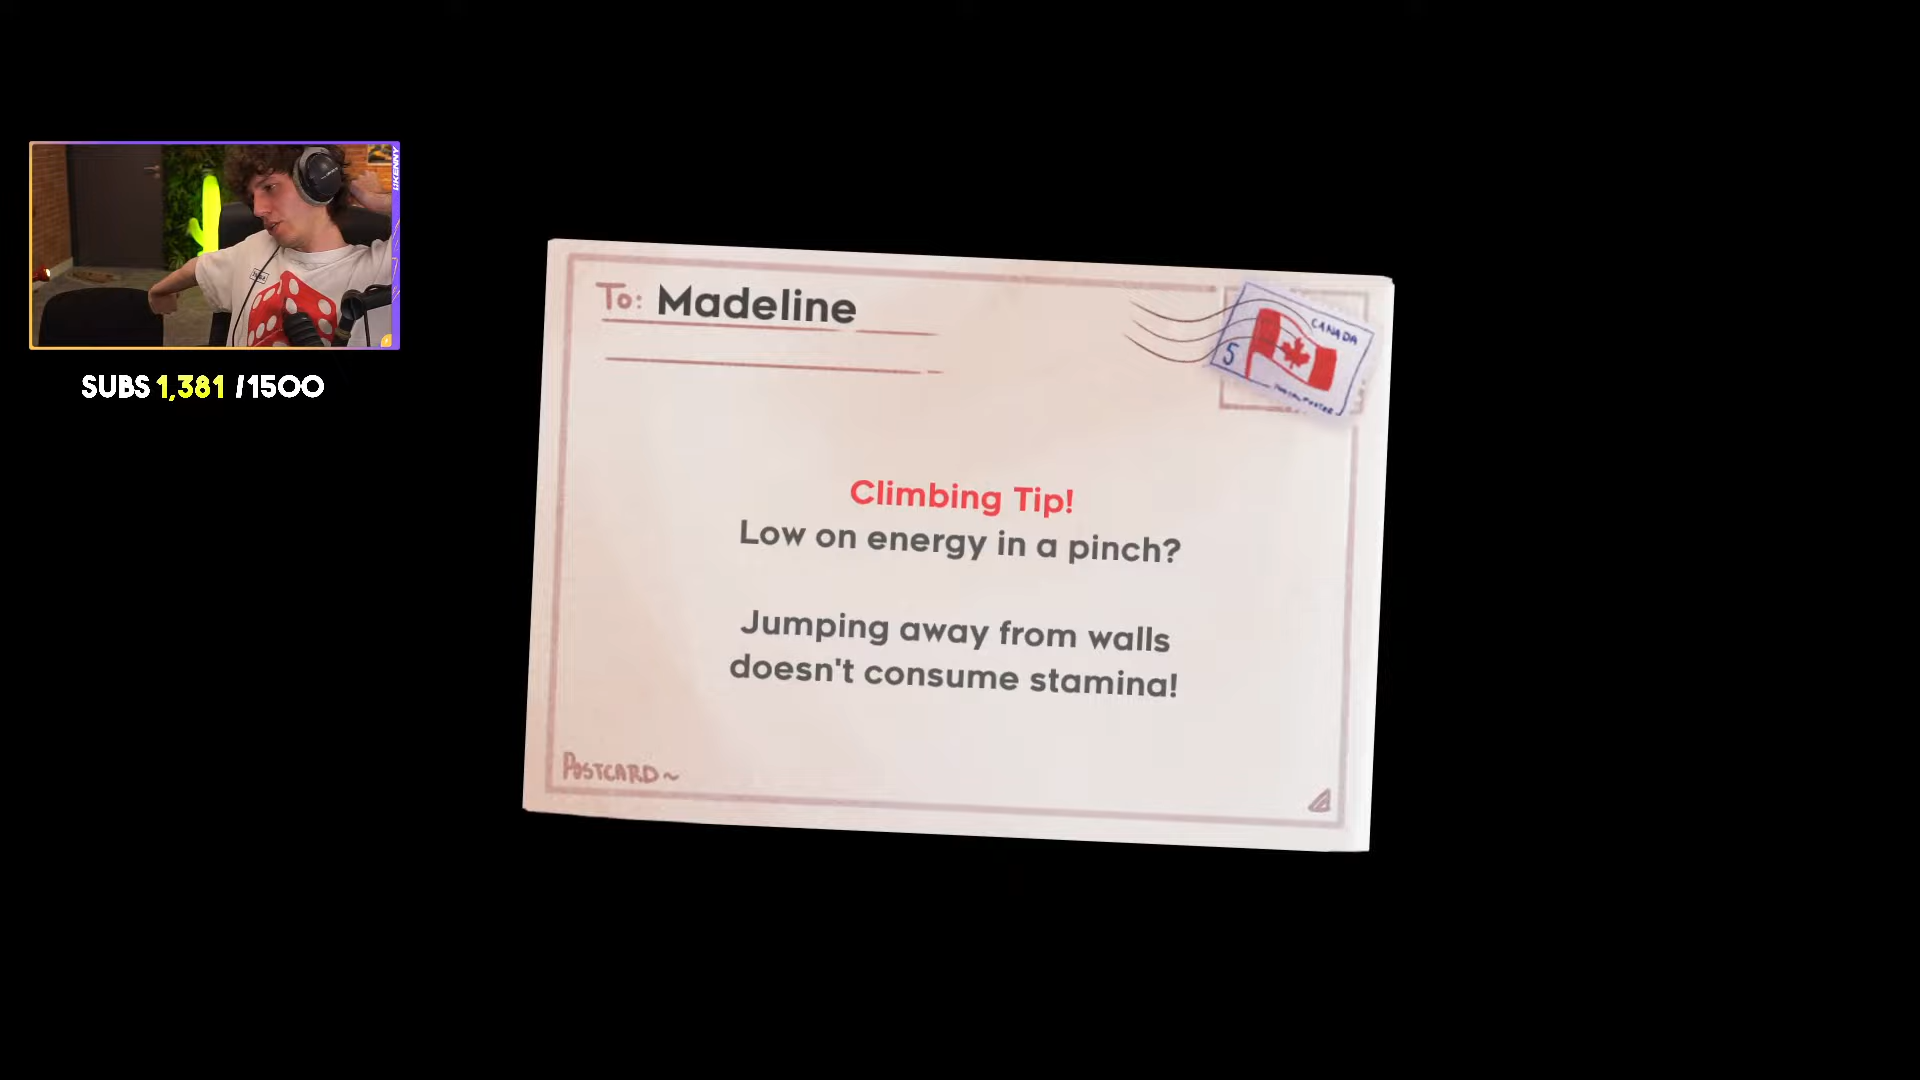 SUBS 1,381 /1500
To: Madeline
CANADA
5
Climbing Tip!
Low on energy in a pinch?
Jumping away from walls
doesn't consume stamina!
POSTCARD~